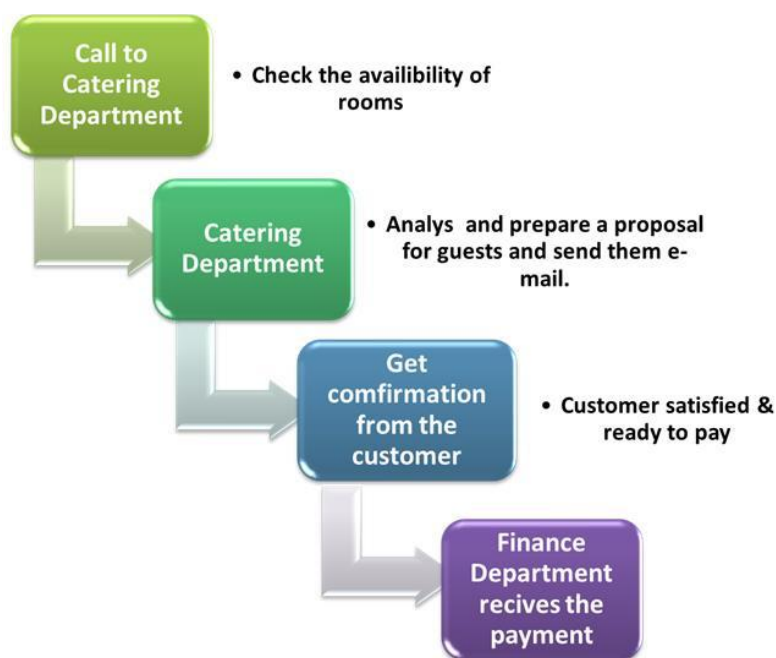 Call to
Catering
Department
• Check the availibility of
rooms
Catering
Department
• Analys and prepare a proposal
for guests and send them e-
mail.
Get
comfirmation
from the
customer
• Customer satisfied &
ready to pay
Finance
Department
recives the
payment